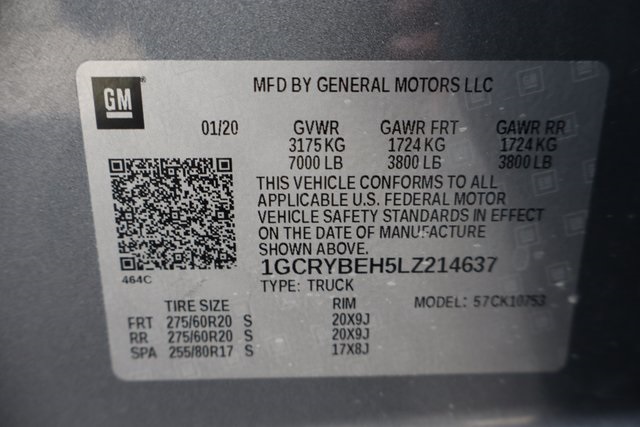 GM
MFD BY GENERAL MOTORS LLC
01/20 GVWR GAWR FRT GAWR RR
3175 KG 1724 KG 1724 KG
7000 LB 3800 LB 3800 LB
THIS VEHICLE CONFORMS TO ALL
APPLICABLE U.S. FEDERAL MOTOR
VEHICLE SAFETY STANDARDS IN EFFECT
ON THE DATE OF MANUFACTURE
SHOWN ABOVE.
464C
1GCRYBEH5LZ214637
TYPE: TRUCK MODEL: 57CK10753
TIRE SIZE RIM
FRT 275/60R20 S 20X9J
RR 275/60R20 S 20X9J
SPA 255/80R17 S 17X8J